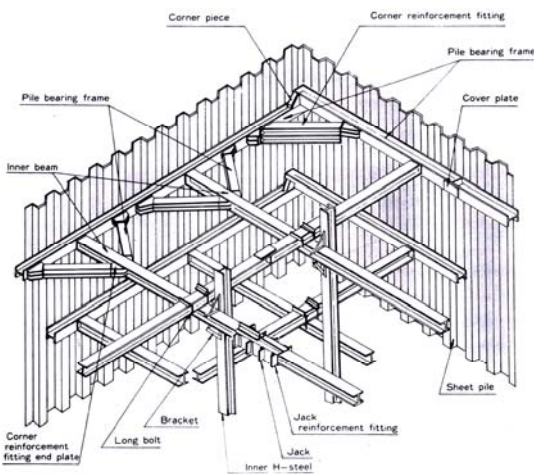 Corner piece
Corner reinforcement fitting
Pile bearing frame
Pile bearing frame
Cover plate
Inner beam
Sheet pile
Bracket
Jack
reinforcement fitting
Corner
reinforcement
fitting end plate
Long bolt
Jack
Inner H-steel